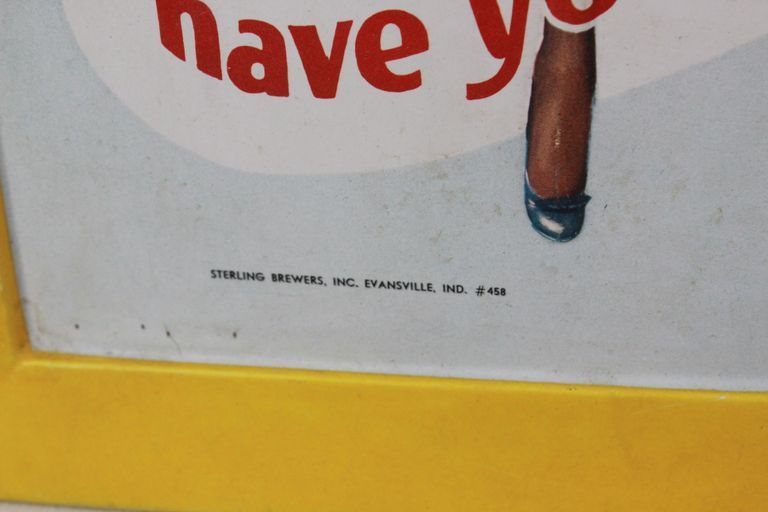 have yo
STERLING BREWERS, INC. EVANSVILLE, IND. #458